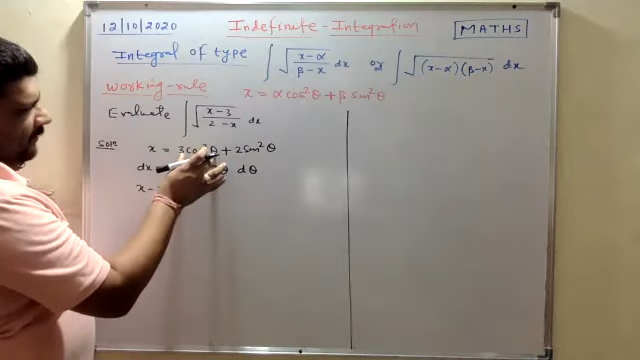 12/10/2020 Indefinite-Integration MATHS
Integral of type ∫ √((x-α)/(β-x)) dx or ∫ √((x-α)(β-x)) dx
Working-rule x = α cos²θ + β sin²θ
Evaluate ∫ √((x-3)/(2-x)) dx
Solⁿ x = 3cos²θ + 2sin²θ
dx θ dθ
x-